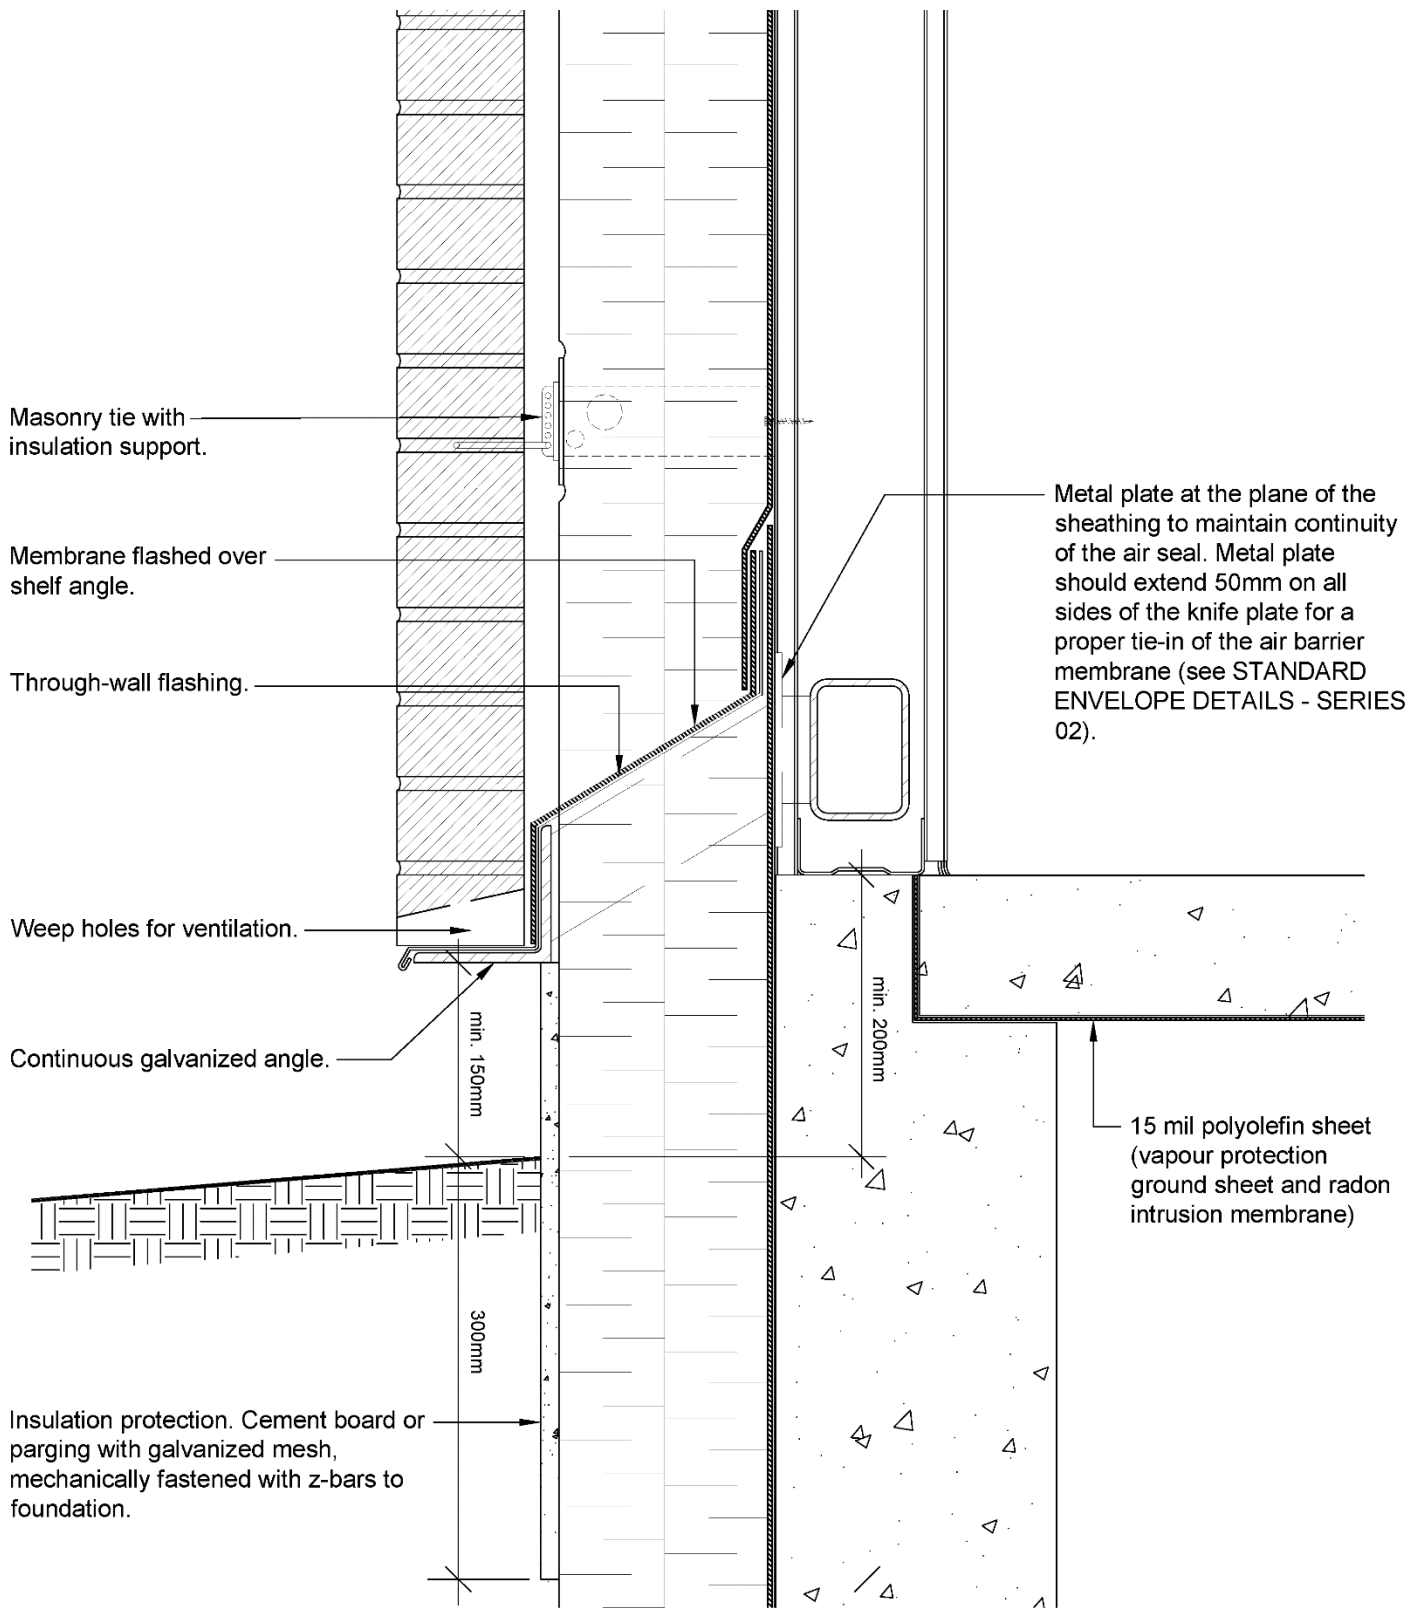 Masonry tie with
insulation support.
Membrane flashed over
shelf angle.
Through-wall flashing.
Weep holes for ventilation.
Continuous galvanized angle.
Insulation protection. Cement board or
parging with galvanized mesh,
mechanically fastened with z-bars to
foundation.
min. 150mm
300mm
min. 200mm
Metal plate at the plane of the
sheathing to maintain continuity
of the air seal. Metal plate
should extend 50mm on all
sides of the knife plate for a
proper tie-in of the air barrier
membrane (see STANDARD
ENVELOPE DETAILS - SERIES
02).
15 mil polyolefin sheet
(vapour protection
ground sheet and radon
intrusion membrane)